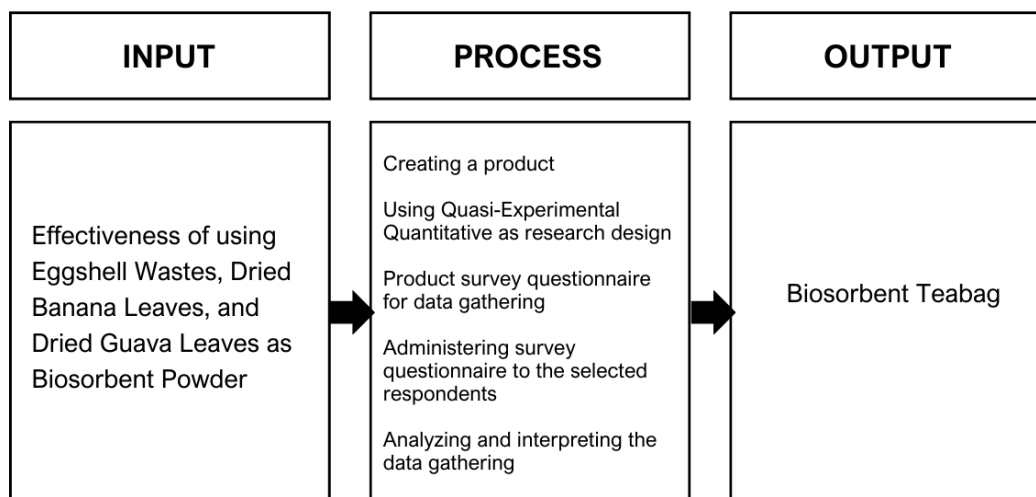 INPUT
PROCESS
OUTPUT
Effectiveness of using
Eggshell Wastes, Dried
Banana Leaves, and
Dried Guava Leaves as
Biosorbent Powder
Creating a product
Using Quasi-Experimental
Quantitative as research design
Product survey questionnaire
for data gathering
Administering survey
questionnaire to the selected
respondents
Analyzing and interpreting the
data gathering
Biosorbent Teabag